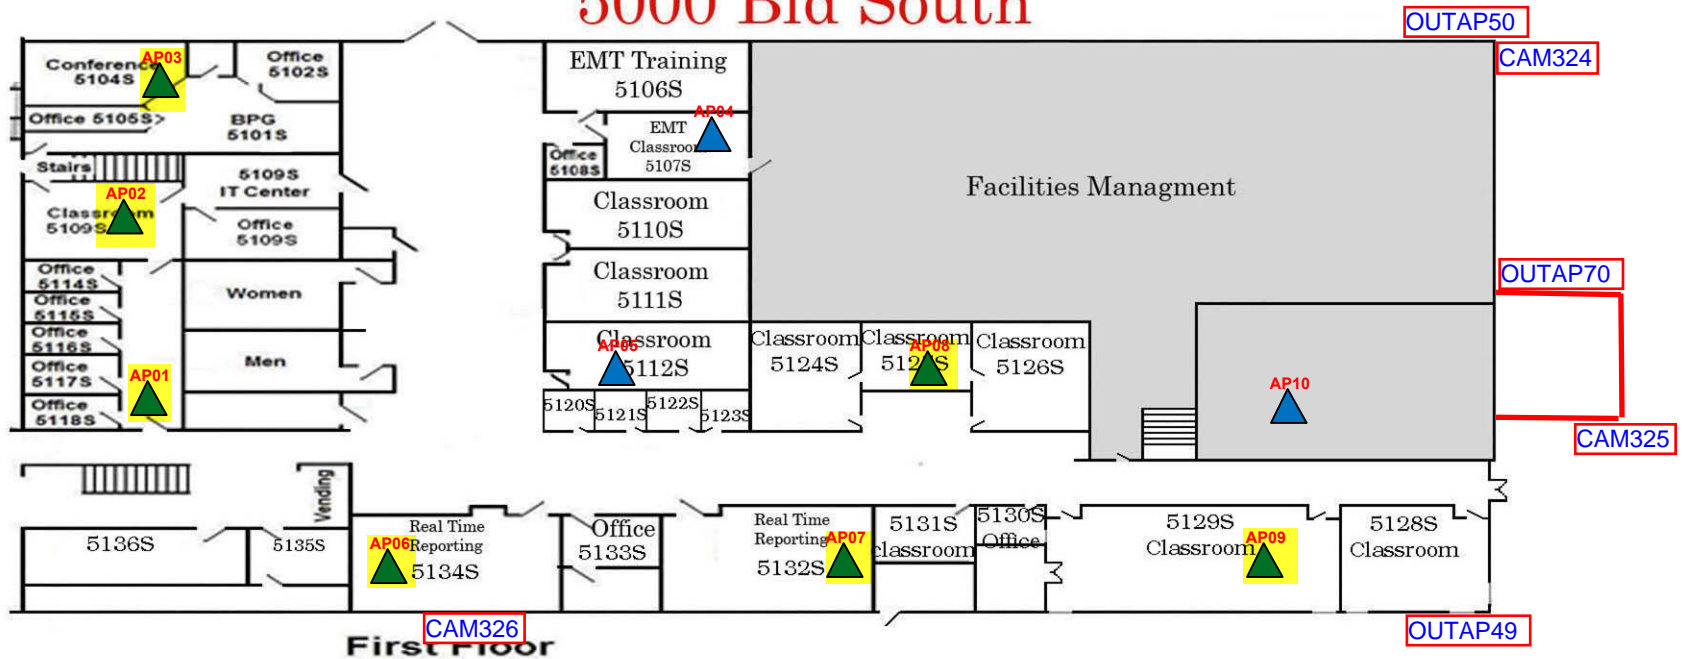 5000 Bld South
OUTAP50
CAM324
AP03
Conference
5104S
Office
5102S
Office 5105S
BPG
5101S
EMT Training
5106S
AP04
EMT
Classroom
5107S
Office
5108S
Stairs
5109S
IT Center
AP02
Classroom
5109S
Office
5109S
Classroom
5110S
Facilities Managment
Office
5114S
Office
5115S
Office
5116S
Office
5117S
Office
5118S
AP01
Women
Men
Classroom
5111S
OUTAP70
AP05
Classroom
5112S
5120S
5121S
5122S
5123S
Classroom
5124S
Classroom
AP08
Classroom
5126S
AP10
CAM325
Vending
5136S
5135S
AP06
Real Time
Reporting
5134S
Office
5133S
Real Time
Reporting
5132S
AP07
5131S
classroom
5130S
Office
5129S
Classroom
AP09
5128S
Classroom
CAM326
OUTAP49
First Floor